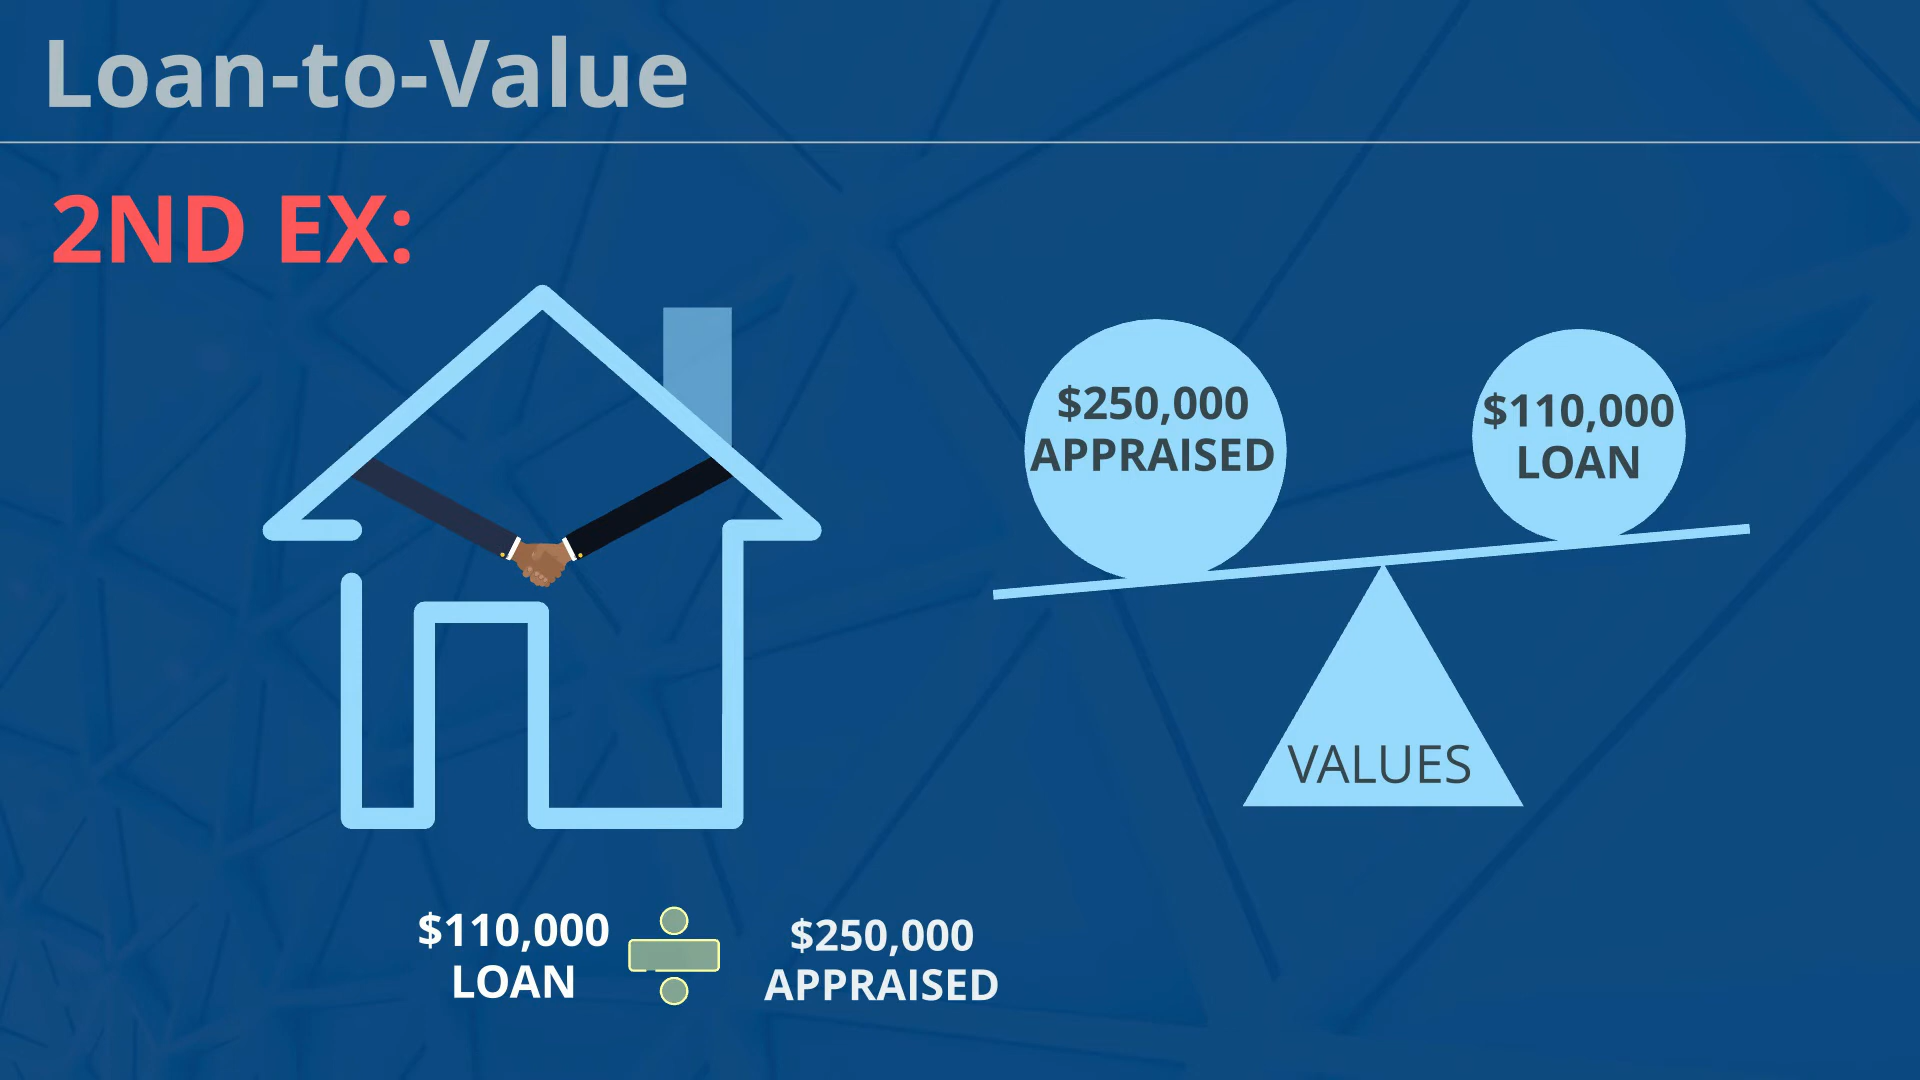 Loan-to-Value
2ND EX:
$250,000
APPRAISED
$110,000
LOAN
VALUES
$110,000
LOAN
÷
$250,000
APPRAISED